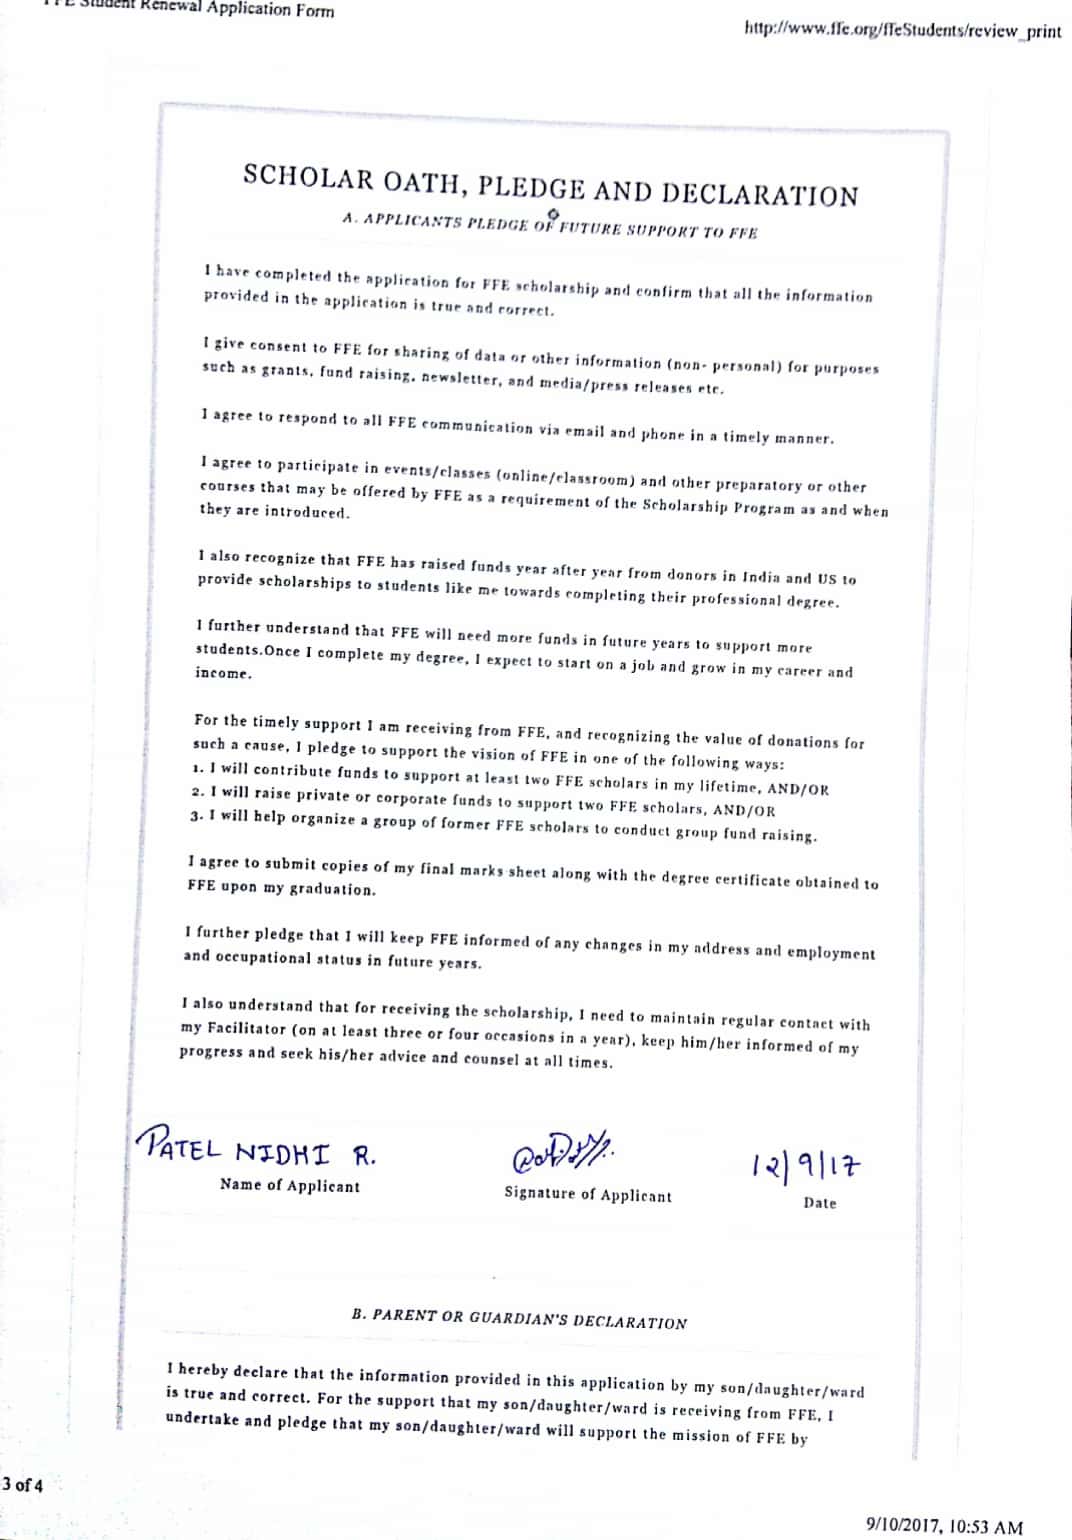 FFE Student Renewal Application Form
http://www.ffe.org/ffeStudents/review_print
SCHOLAR OATH, PLEDGE AND DECLARATION
A. APPLICANTS PLEDGE OF FUTURE SUPPORT TO FFE
I have completed the application for FFE scholarship and confirm that all the information
provided in the application is true and correct.
I give consent to FFE for sharing of data or other information (non- personal) for purposes
such as grants, fund raising, newsletter, and media/press releases etc.
I agree to respond to all FFE communication via email and phone in a timely manner.
I agree to participate in events/classes (online/classroom) and other preparatory or other
courses that may be offered by FFE as a requirement of the Scholarship Program as and when
they are introduced.
I also recognize that FFE has raised funds year after year from donors in India and US to
provide scholarships to students like me towards completing their professional degree.
I further understand that FFE will need more funds in future years to support more
students.Once I complete my degree, I expect to start on a job and grow in my career and
income.
For the timely support I am receiving from FFE, and recognizing the value of donations for
such a cause, I pledge to support the vision of FFE in one of the following ways:
1. I will contribute funds to support at least two FFE scholars in my lifetime, AND/OR
2. I will raise private or corporate funds to support two FFE scholars, AND/OR
3. I will help organize a group of former FFE scholars to conduct group fund raising.
I agree to submit copies of my final marks sheet along with the degree certificate obtained to
FFE upon my graduation.
I further pledge that I will keep FFE informed of any changes in my address and employment
and occupational status in future years.
I also understand that for receiving the scholarship, I need to maintain regular contact with
my Facilitator (on at least three or four occasions in a year), keep him/her informed of my
progress and seek his/her advice and counsel at all times.
PATEL NIDHI R. 12/9/17
Name of Applicant Signature of Applicant Date
B. PARENT OR GUARDIAN'S DECLARATION
I hereby declare that the information provided in this application by my son/daughter/ward
is true and correct. For the support that my son/daughter/ward is receiving from FFE, I
undertake and pledge that my son/daughter/ward will support the mission of FFE by
3 of 4
9/10/2017, 10:53 AM